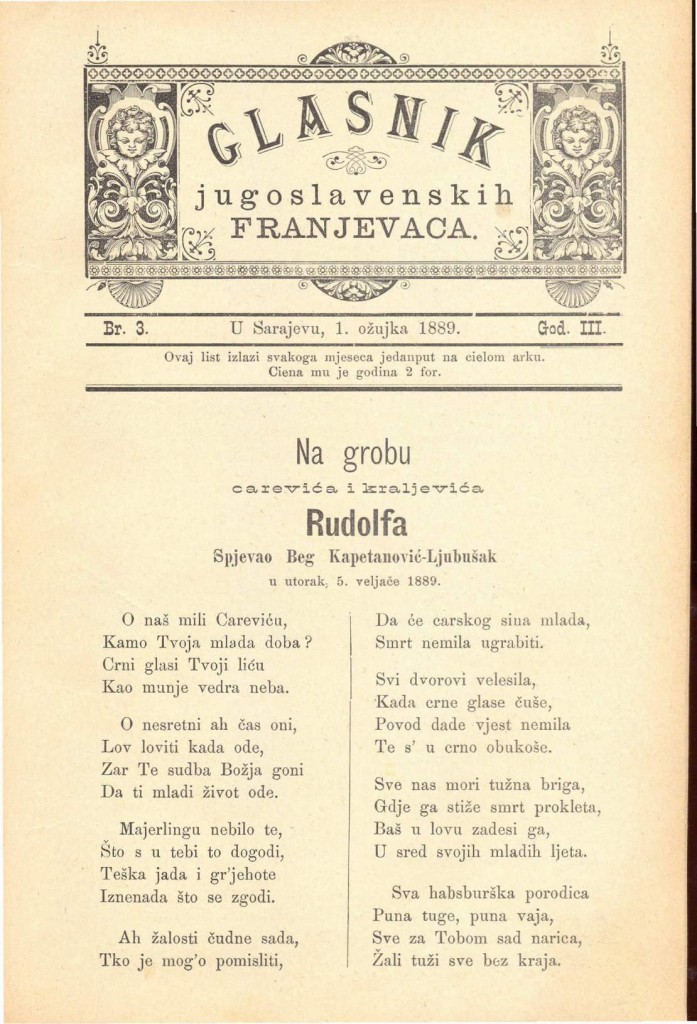 GLASNIK
jugoslavenskih
FRANJEVACA.
Br. 3. U Sarajevu, 1. ožujka 1889. God. III.
Ovaj list izlazi svakoga mjeseca jedanput na cielom arku.
Ciena mu je godina 2 for.
Na grobu
carevića i kraljevića
Rudolfa
Spjevao Beg Kapetanović-Ljubušak
u utorak, 5. veljače 1889.
O naš mili Careviću,
Kamo Tvoja mlada doba?
Crni glasi Tvoji liću
Kao munje vedra neba.
O nesretni ah čas oni,
Lov loviti kada ode,
Zar Te sudba Božja goni
Da ti mladi život ode.
Majerlingu nebilo te,
Što s u tebi to dogodi,
Teška jada i gr'jehote
Iznenada što se zgodi.
Ah žalosti čudne sada,
Tko je mog'o pomisliti,
Da će carskog sina mlada,
Smrt nemila ugrabiti.
Svi dvorovi velesila,
Kada crne glase čuše,
Povod dade vjest nemila
Te s' u crno obukoše.
Sve nas mori tužna briga,
Gdje ga stiže smrt prokleta,
Baš u lovu zadesi ga,
U sred svojih mladih ljeta.
Sva habsburška porodica
Puna tuge, puna vaja,
Sve za Tobom sad narica,
Žali tuži sve bez kraja.